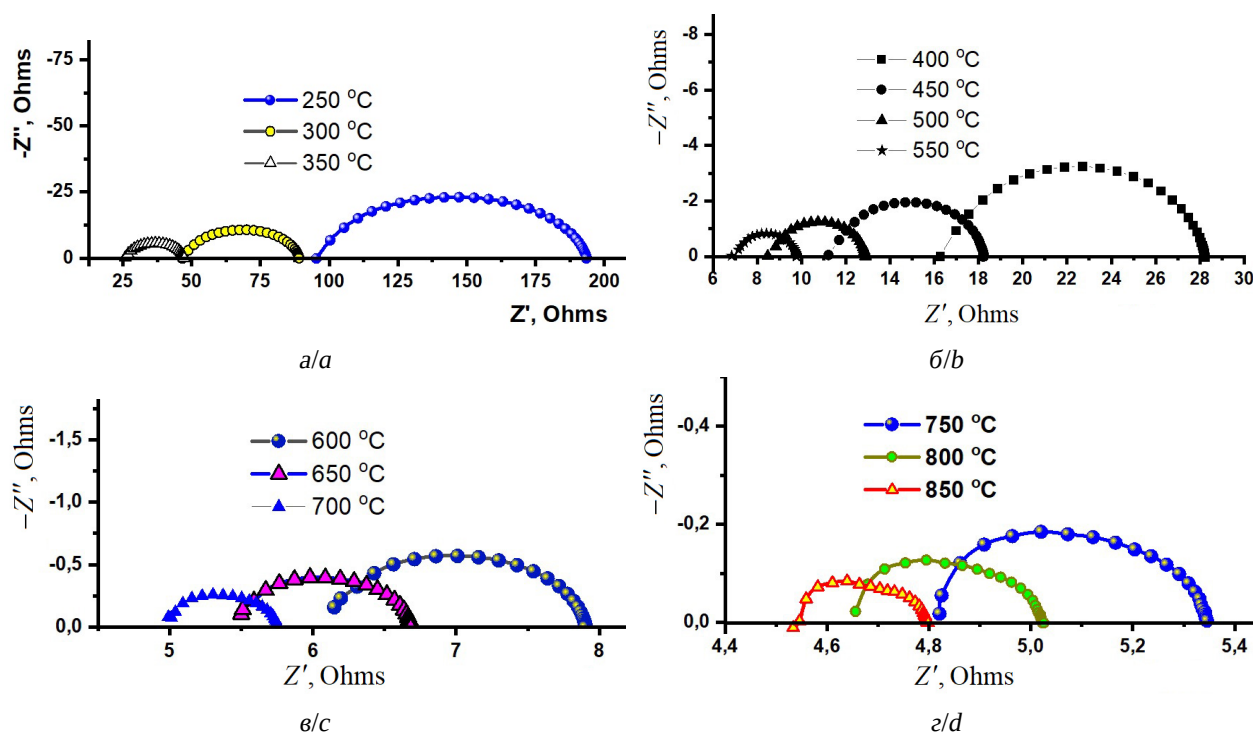 -75
-50
-25
0
-Z'', Ohms
250 °C
300 °C
350 °C
25 50 75 100 125 150 175 200
Z', Ohms
а/a
-8
-6
-4
-2
0
−Z'', Ohms
400 °C
450 °C
500 °C
550 °C
6 8 10 12 14 16 18 20 22 24 26 28 30
Z', Ohms
б/b
-1,5
-1,0
-0,5
0,0
−Z'', Ohms
600 °C
650 °C
700 °C
5 6 7 8
Z', Ohms
в/c
-0,4
-0,2
0,0
−Z'', Ohms
750 °C
800 °C
850 °C
4,4 4,6 4,8 5,0 5,2 5,4
Z', Ohms
г/d